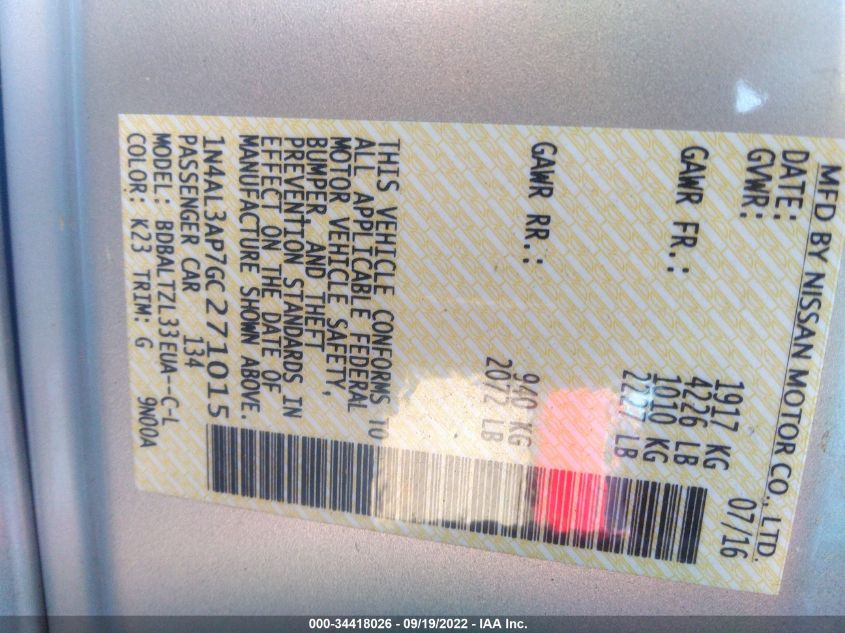 MFD BY NISSAN MOTOR CO., LTD.
DATE: 07/16
GVWR: 1917 KG
4226 LB
GAWR FR.: 1010 KG
2227 LB
GAWR RR.: 940 KG
2072 LB
THIS VEHICLE CONFORMS TO
ALL APPLICABLE FEDERAL
MOTOR VEHICLE SAFETY,
BUMPER, AND THEFT
PREVENTION STANDARDS IN
EFFECT ON THE DATE OF
MANUFACTURE SHOWN ABOVE.
1N4AL3AP7GC271015
PASSENGER CAR 134
MODEL: BDBALTZL33EUA--C-L
COLOR: K23 TRIM: G 9N00A
000-34418026 - 09/19/2022 - IAA Inc.